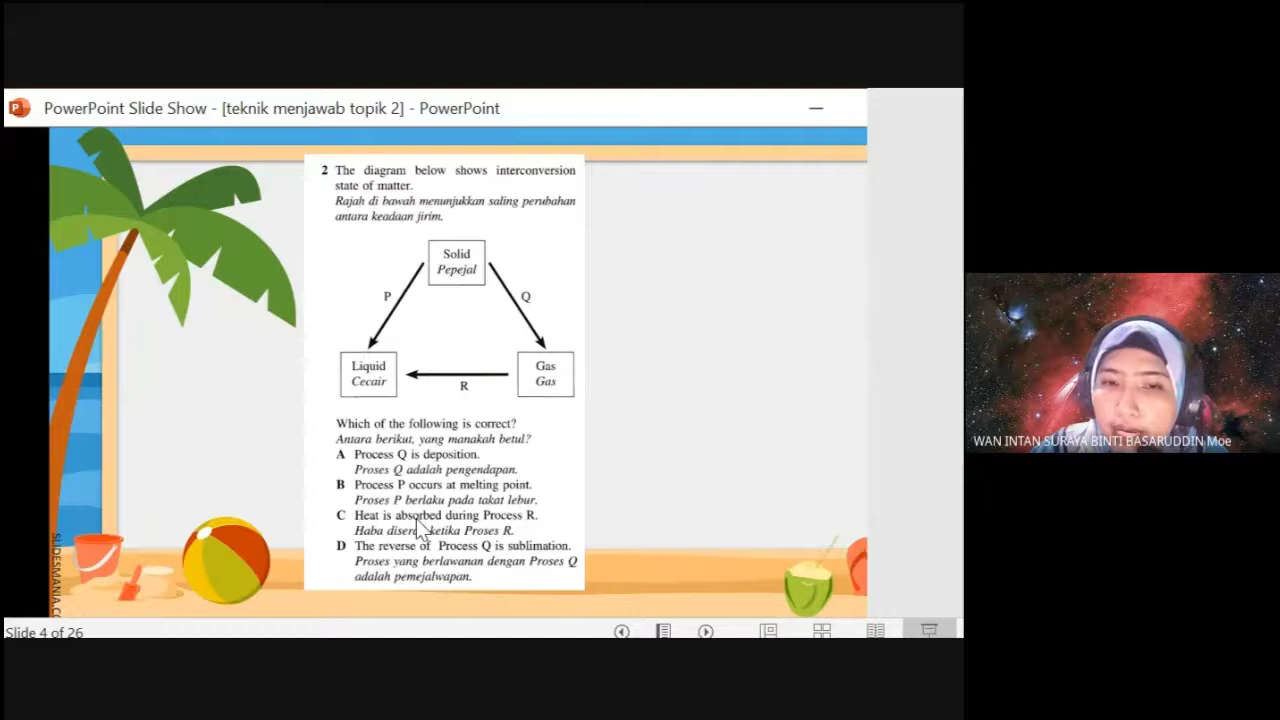 PowerPoint Slide Show - [teknik menjawab topik 2] - PowerPoint
2 The diagram below shows interconversion
state of matter.
Rajah di bawah menunjukkan saling perubahan
antara keadaan jirim.
Solid
Pepejal
P
Q
Liquid
Cecair
Gas
Gas
R
Which of the following is correct?
Antara berikut, yang manakah betul?
A Process Q is deposition.
Proses Q adalah pengendapan.
B Process P occurs at melting point.
Proses P berlaku pada takat lebur.
C Heat is absorbed during Process R.
Haba ketika Proses R.
D The reverse of Process Q is sublimation.
Proses yang berlawanan dengan Proses Q
adalah pemejalwapan.
SLIDESMANIA.C
Slide 4 of 26
WAN INTAN SURAYA BINTI BASARUDDIN Moe